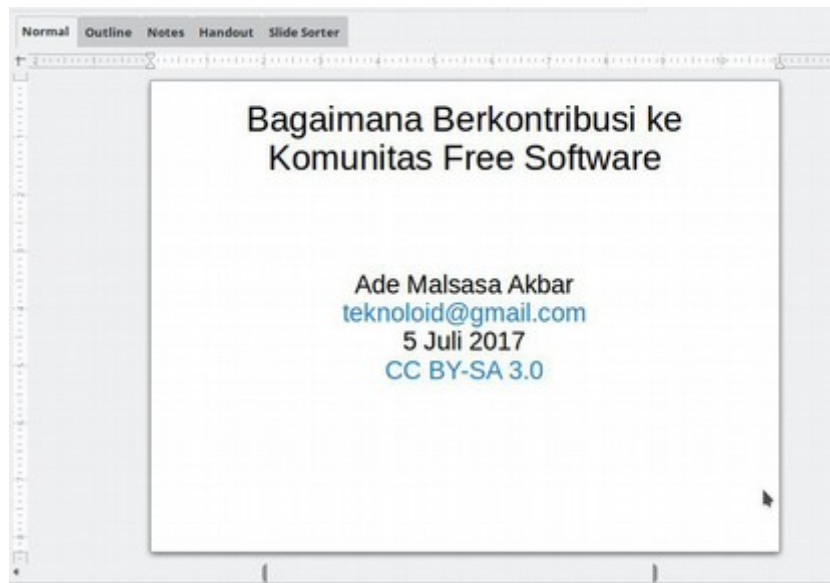 Normal Outline Notes Handout Slide Sorter
Bagaimana Berkontribusi ke
Komunitas Free Software
Ade Malsasa Akbar
teknoloid@gmail.com
5 Juli 2017
CC BY-SA 3.0